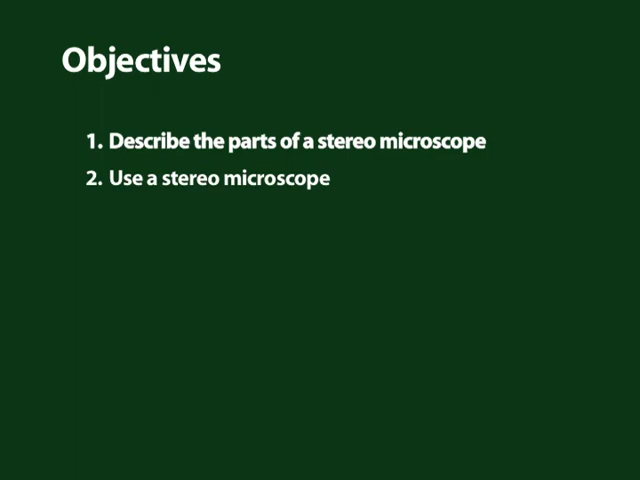 Objectives
1. Describe the parts of a stereo microscope
2. Use a stereo microscope